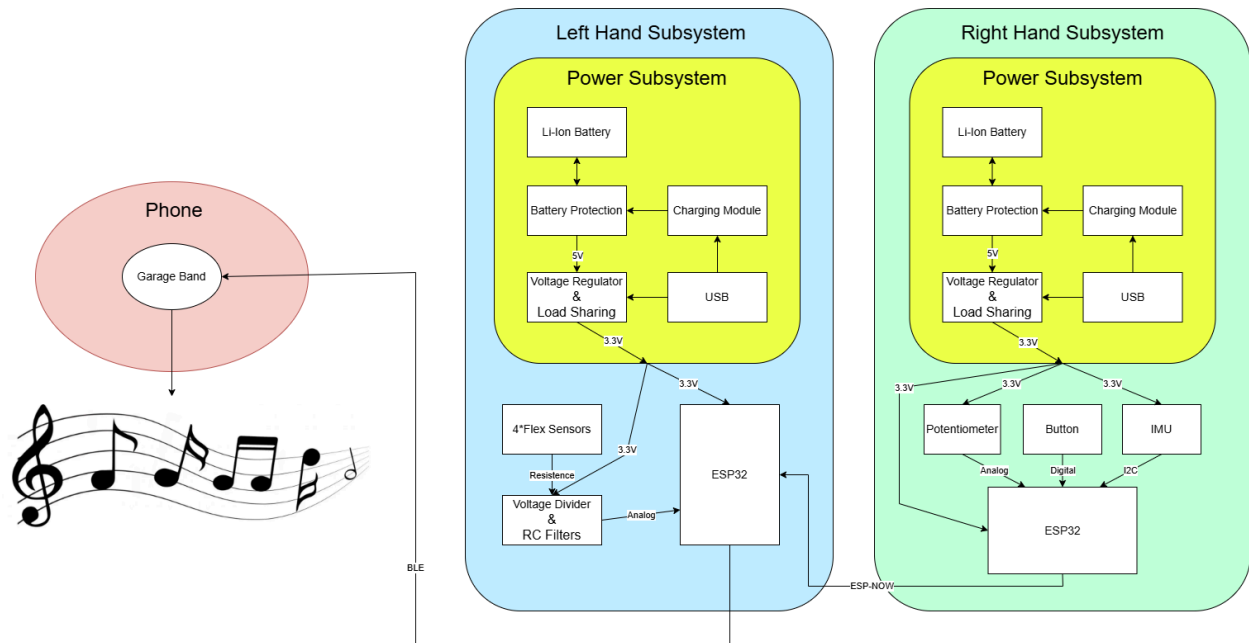 Left Hand Subsystem
Right Hand Subsystem
Power Subsystem
Power Subsystem
Li-Ion Battery
Li-Ion Battery
Phone
Battery Protection
Charging Module
Battery Protection
Charging Module
5V
5V
Garage Band
Voltage Regulator
&
Load Sharing
USB
Voltage Regulator
&
Load Sharing
USB
3.3V
3.3V
3.3V
3.3V
3.3V
3.3V
4*Flex Sensors
Potentiometer
Button
IMU
3.3V
Resistence
ESP32
Analog
Digital
I2C
Voltage Divider
&
RC Filters
Analog
ESP32
BLE
ESP-NOW